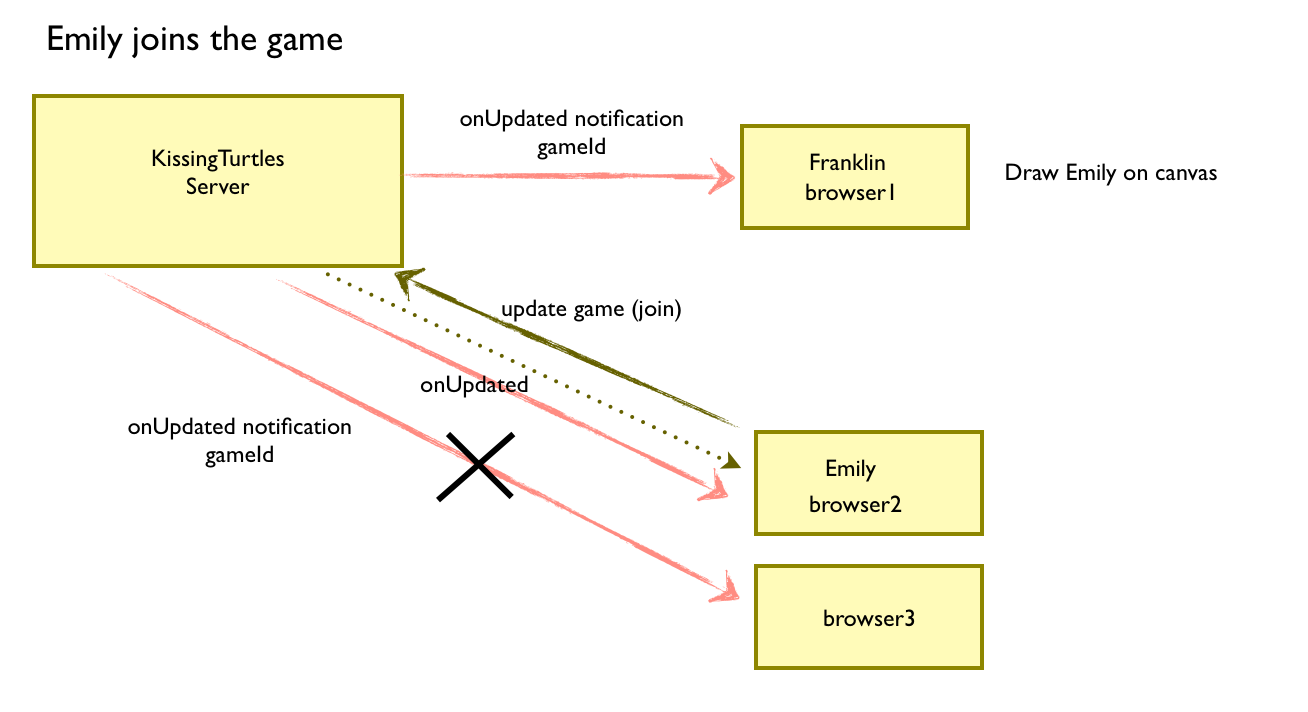 Emily joins the game
KissingTurtles
Server
onUpdated notification
gameId
Franklin
browser1
Draw Emily on canvas
update game (join)
onUpdated
onUpdated notification
gameId
Emily
browser2
browser3